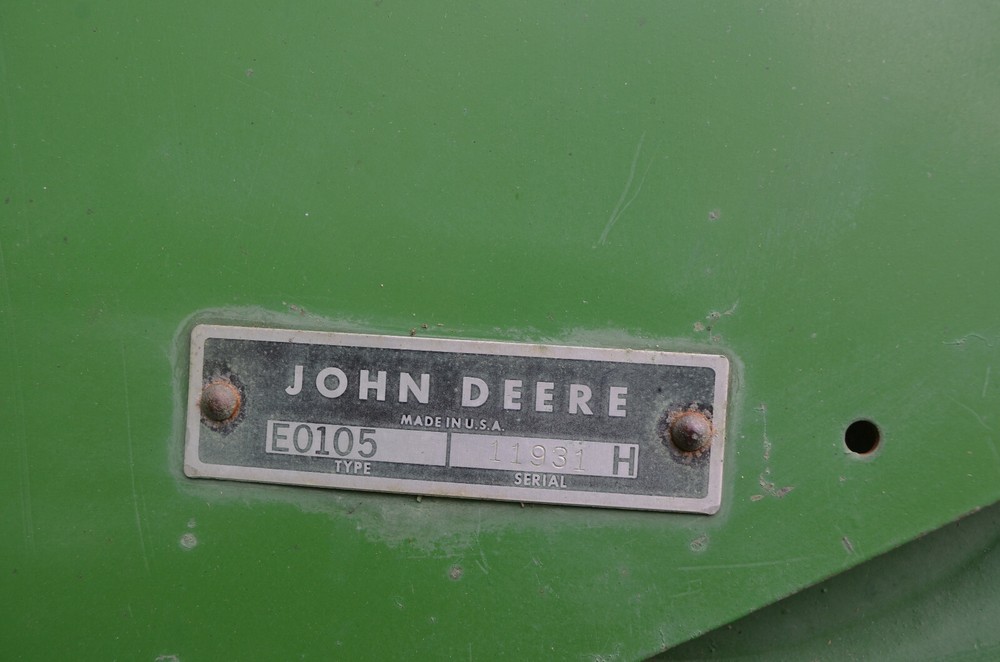 JOHN DEERE
MADE IN U.S.A.
E0105 11931 H
TYPE SERIAL